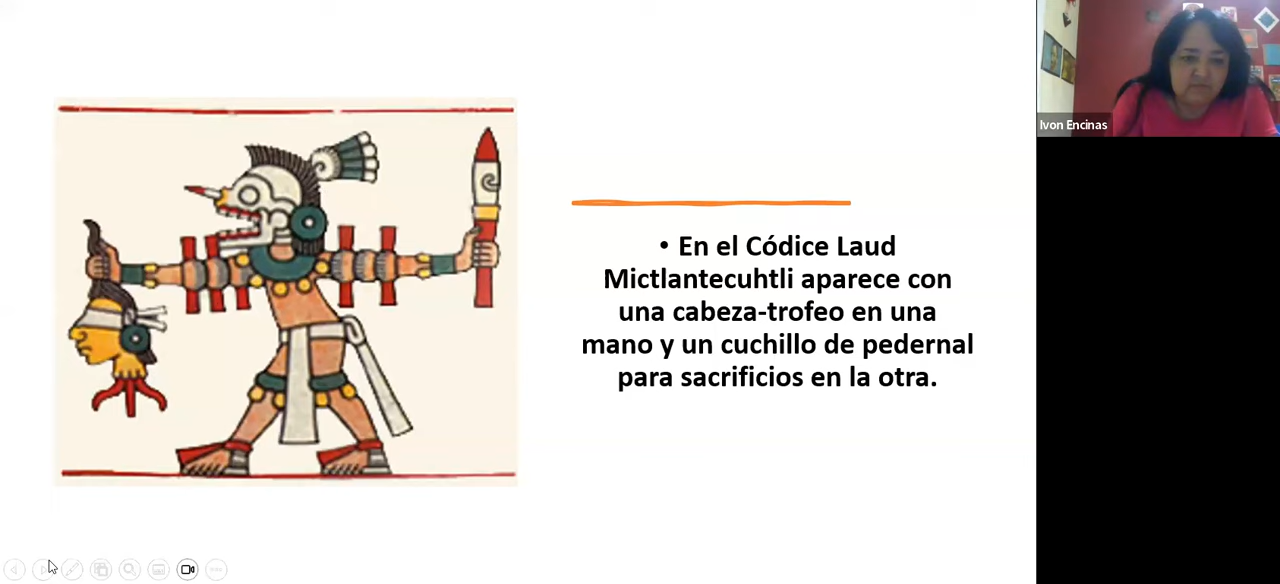 • En el Códice Laud
Mictlantecuhtli aparece con
una cabeza-trofeo en una
mano y un cuchillo de pedernal
para sacrificios en la otra.
Ivon Encinas